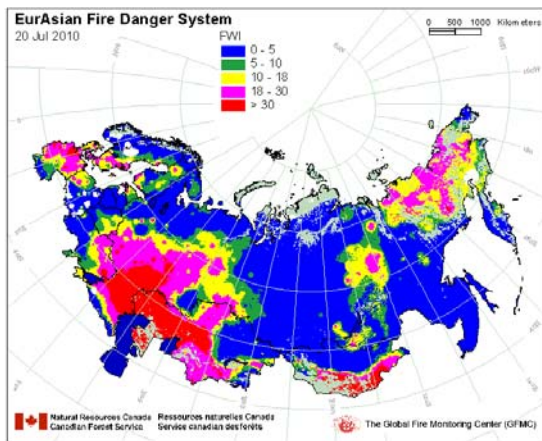 EurAsian Fire Danger System
20 Jul 2010
FWI
0 - 5
5 - 10
10 - 18
18 - 30
> 30
0 500 1000 Kilometers
Natural Resources Canada Ressources naturelles Canada
Canadian Forest Service Service canadien des forêts
The Global Fire Monitoring Center (GFMC)